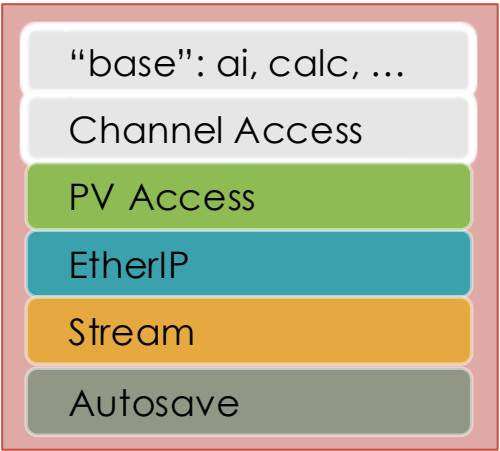 “base”: ai, calc, …
Channel Access
PV Access
EtherIP
Stream
Autosave